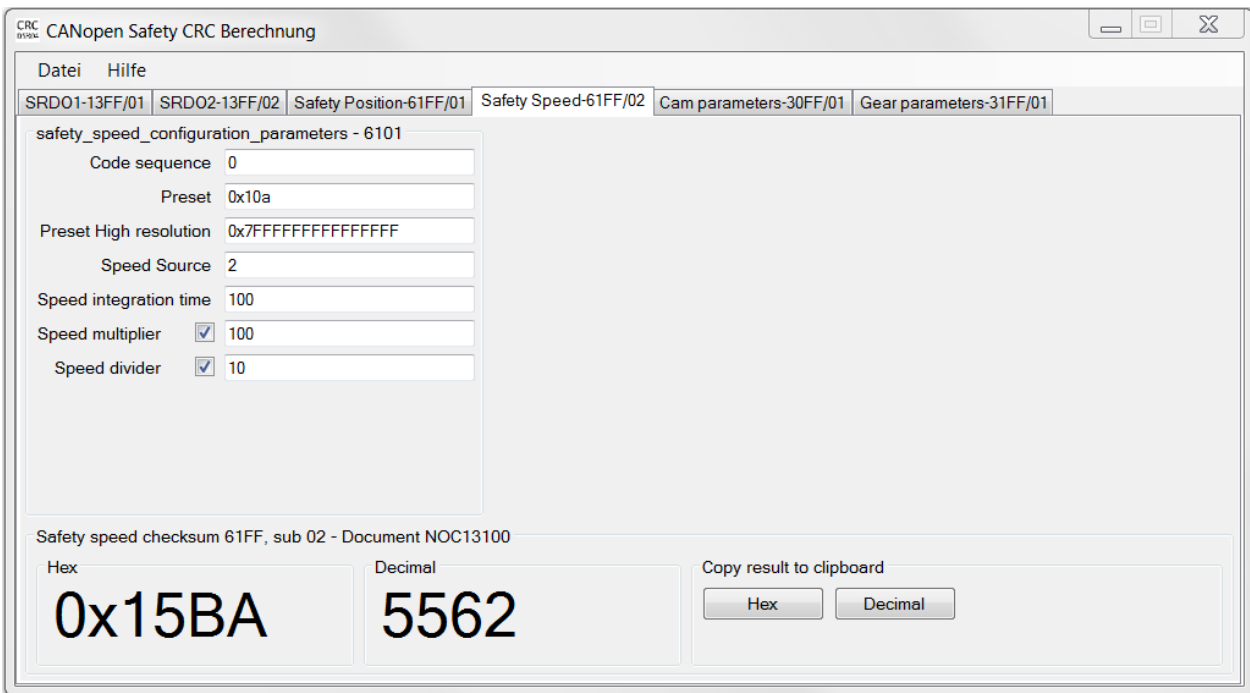 CRC CANopen Safety CRC Berechnung
Datei Hilfe
SRDO1-13FF/01 SRDO2-13FF/02 Safety Position-61FF/01 Safety Speed-61FF/02 Cam parameters-30FF/01 Gear parameters-31FF/01
safety_speed_configuration_parameters - 6101
Code sequence 0
Preset 0x10a
Preset High resolution 0x7FFFFFFFFFFFFFFF
Speed Source 2
Speed integration time 100
Speed multiplier 100
Speed divider 10
Safety speed checksum 61FF, sub 02 - Document NOC13100
Hex Decimal Copy result to clipboard
0x15BA 5562 Hex Decimal